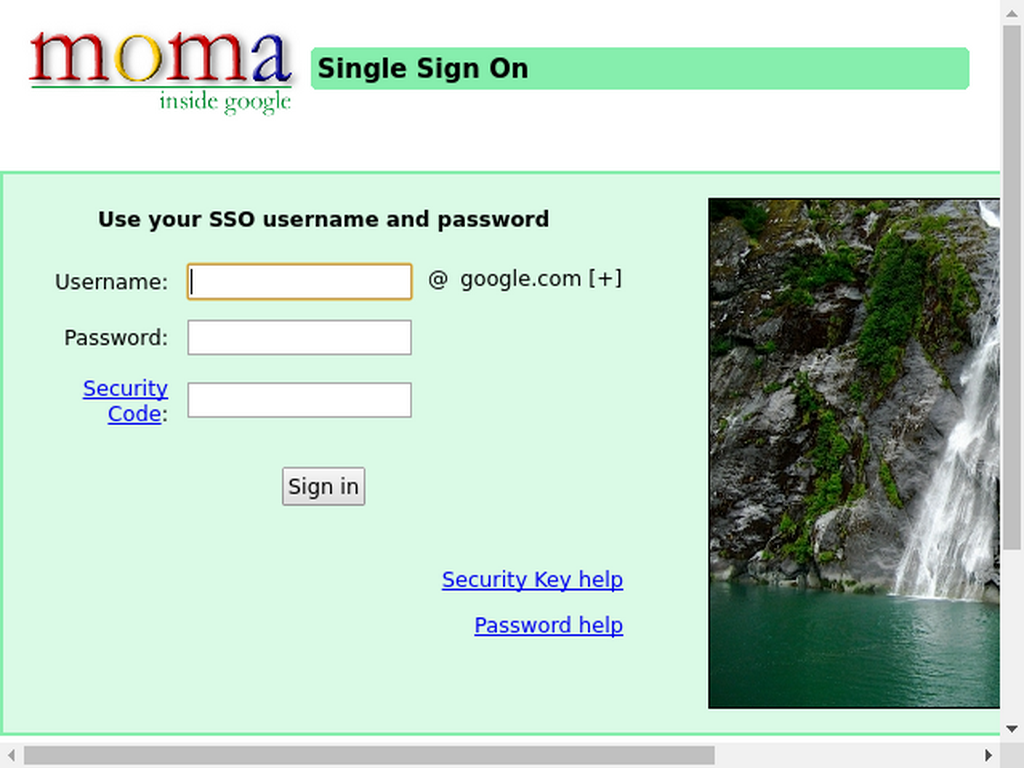 moma
inside google
Single Sign On
Use your SSO username and password
Username:
@ google.com [+]
Password:
Security
Code:
Sign in
Security Key help
Password help